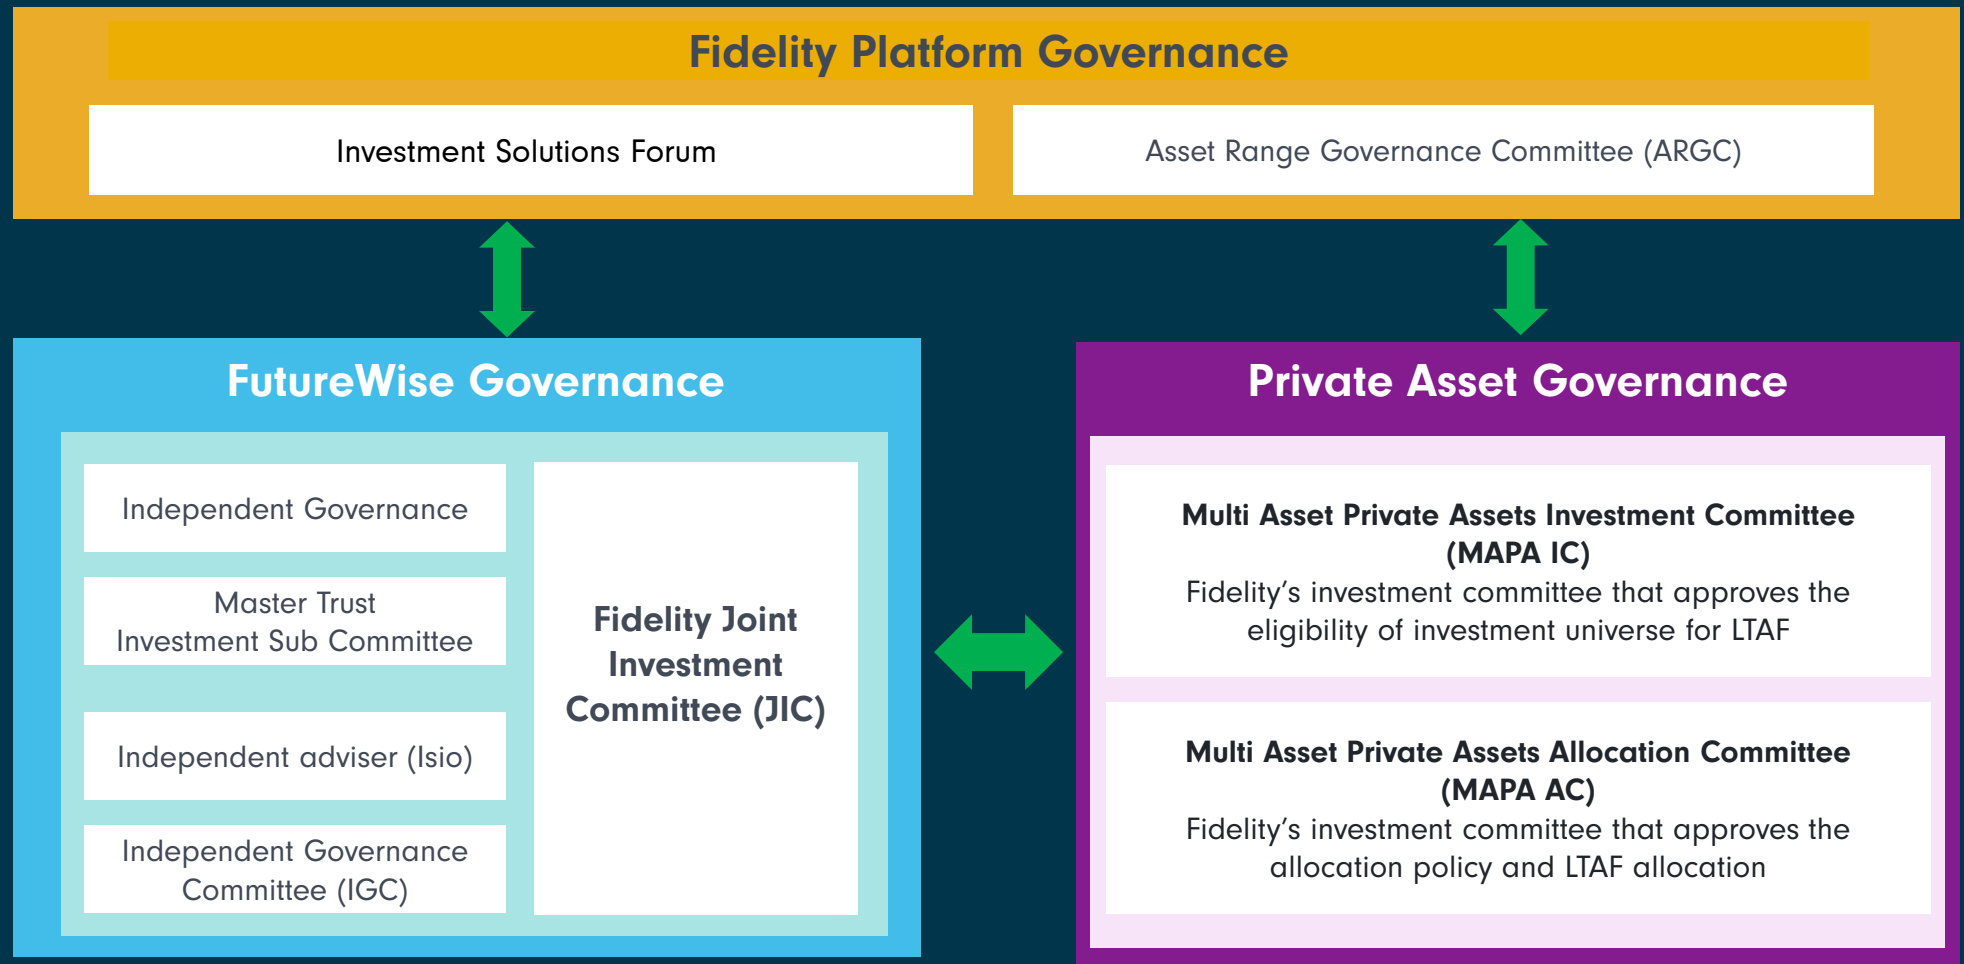 Fidelity Platform Governance
Investment Solutions Forum
Asset Range Governance Committee (ARGC)
FutureWise Governance
Independent Governance
Master Trust
Investment Sub Committee
Independent adviser (Isio)
Independent Governance
Committee (IGC)
Fidelity Joint
Investment
Committee (JIC)
Private Asset Governance
Multi Asset Private Assets Investment Committee
(MAPA IC)
Fidelity’s investment committee that approves the
eligibility of investment universe for LTAF
Multi Asset Private Assets Allocation Committee
(MAPA AC)
Fidelity’s investment committee that approves the
allocation policy and LTAF allocation